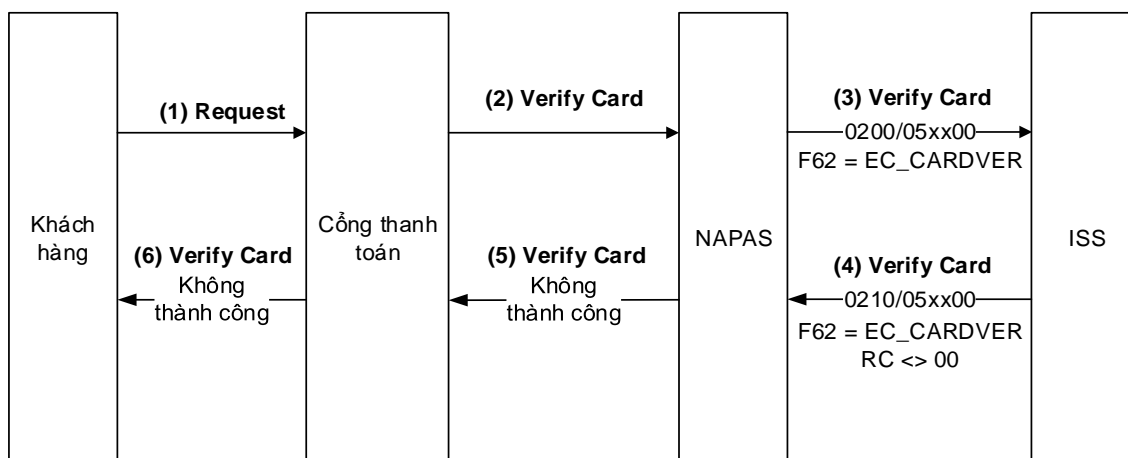 (1) Request
(2) Verify Card
(3) Verify Card
0200/05xx00
F62 = EC_CARDVER
Khách
hàng
Cổng thanh
toán
NAPAS
ISS
(6) Verify Card
Không
thành công
(5) Verify Card
Không
thành công
(4) Verify Card
0210/05xx00
F62 = EC_CARDVER
RC <> 00